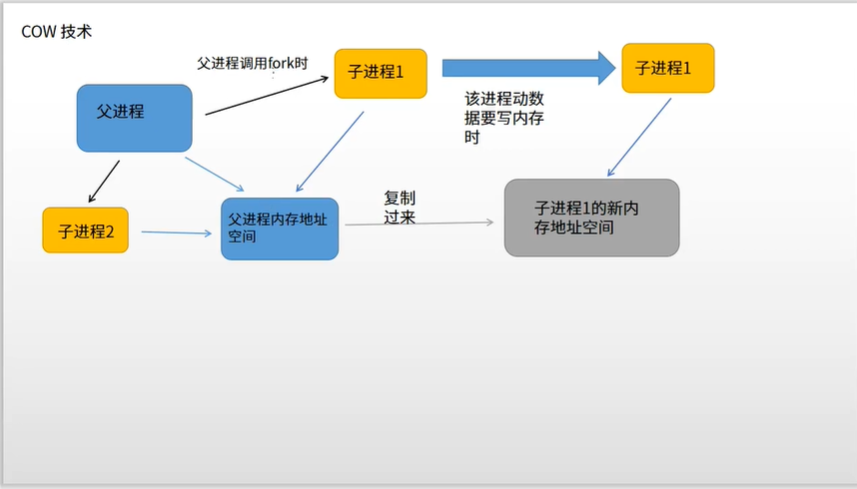 COW 技术
父进程调用fork时
子进程1
子进程1
父进程
该进程动数
据要写内存
时
子进程2
父进程内存地址
空间
复制
过来
子进程1的新内
存地址空间